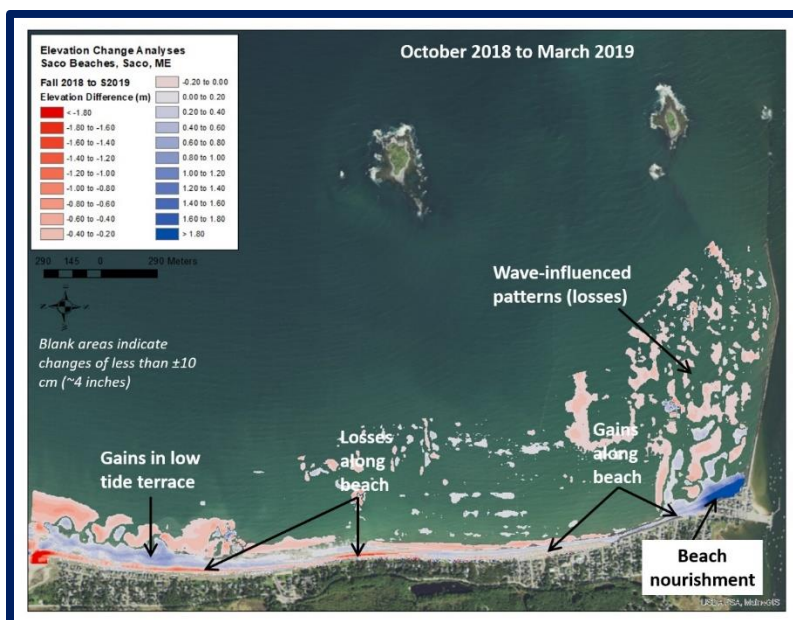 Elevation Change Analyses
Saco Beaches, Saco, ME
Fall 2018 to S2019
Elevation Difference (m)
< -1.80
-1.80 to -1.60
-1.60 to -1.40
-1.40 to -1.20
-1.20 to -1.00
-1.00 to -0.80
-0.80 to -0.60
-0.60 to -0.40
-0.40 to -0.20
-0.20 to 0.00
0.00 to 0.20
0.20 to 0.40
0.40 to 0.60
0.60 to 0.80
0.80 to 1.00
1.00 to 1.20
1.20 to 1.40
1.40 to 1.60
1.60 to 1.80
> 1.80
October 2018 to March 2019
290 145 0 290 Meters
Blank areas indicate
changes of less than ±10
cm (~4 inches)
Wave-influenced
patterns (losses)
Gains in low
tide terrace
Losses
along
beach
Gains
along
beach
Beach
nourishment